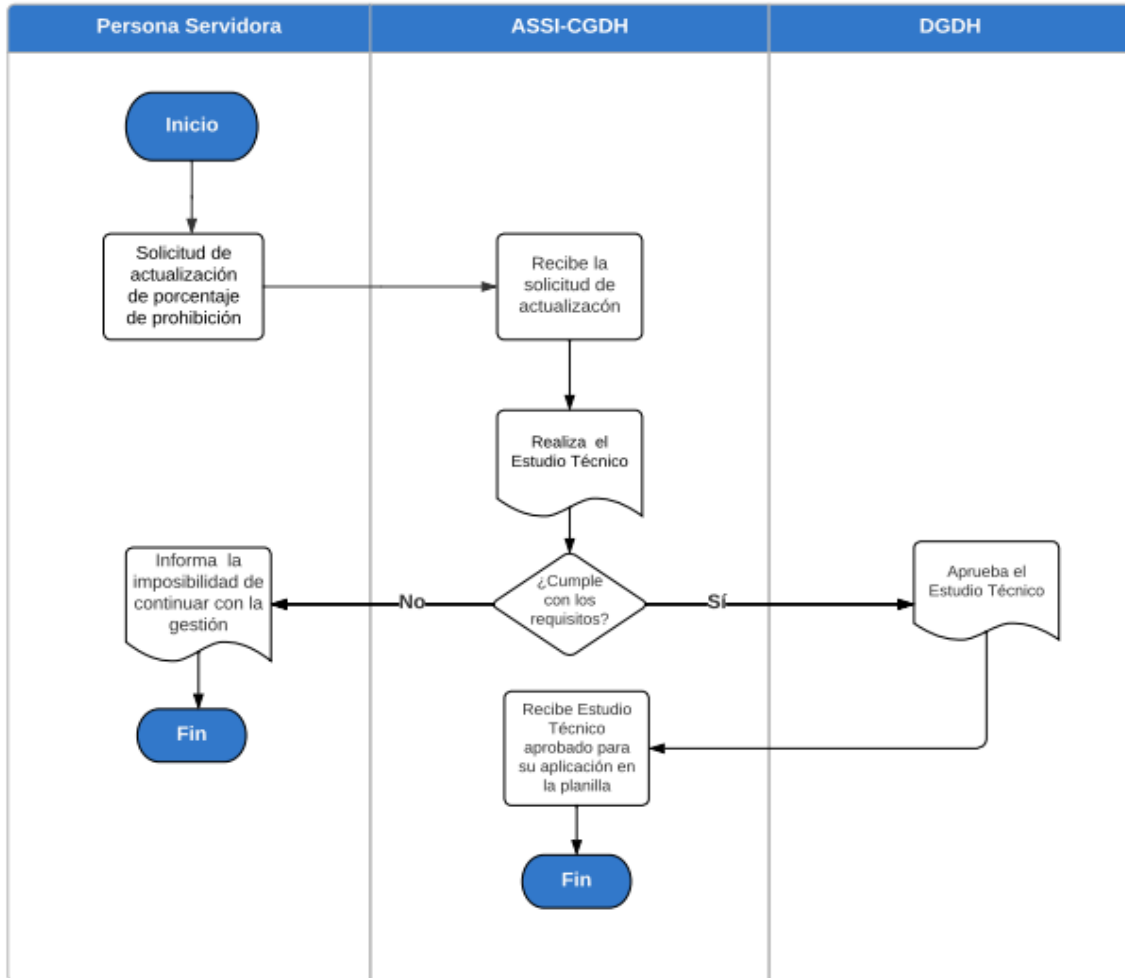 Persona Servidora
ASSI-CGDH
DGDH
Inicio
Solicitud de
actualización
de porcentaje
de prohibición
Recibe la
solicitud de
actualizacón
Realiza el
Estudio Técnico
¿Cumple
con los
requisitos?
No
Sí
Informa la
imposibilidad de
continuar con la
gestión
Fin
Aprueba el
Estudio Técnico
Recibe Estudio
Técnico
aprobado para
su aplicación en
la planilla
Fin